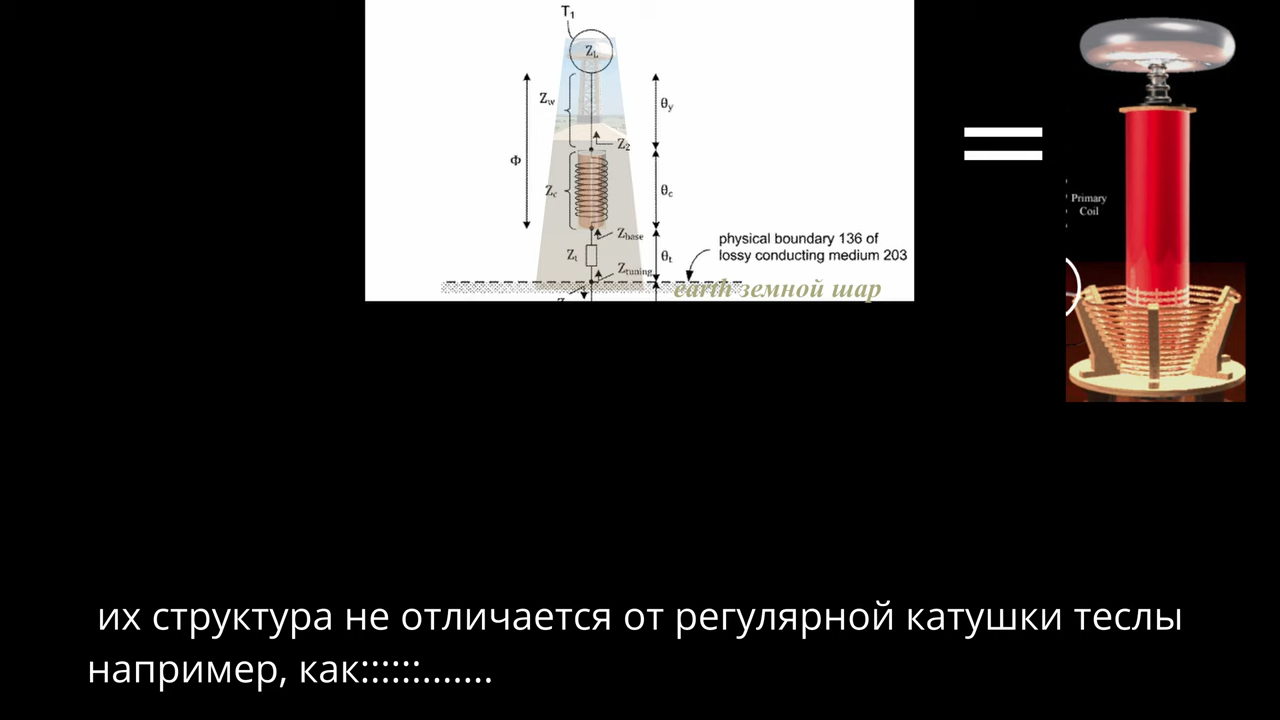 T1
ZL
Zw
θy
Z2
Φ
Zc
θc
Zbase
Zt
θt
Ztuning
physical boundary 136 of
lossy conducting medium 203
earth земной шар
Primary
Coil
их структура не отличается от регулярной катушки теслы
например, как::::::.......